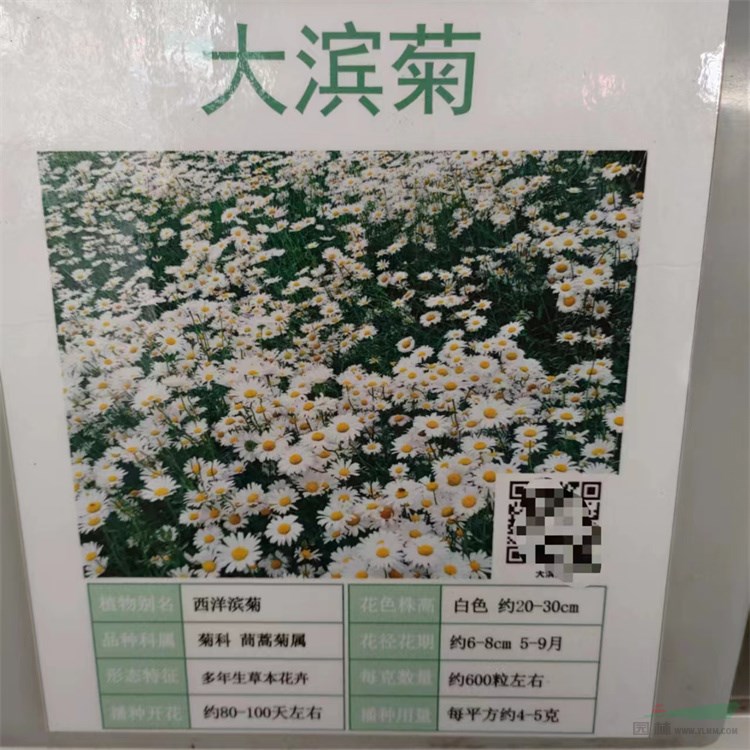 大滨菊
大滨
植物别名 西洋滨菊 花色株高 白色 约20-30cm
品种科属 菊科 茼蒿菊属 花径花期 约6-8cm 5-9月
形态特征 多年生草本花卉 每克数量 约600粒左右
播种开花 约80-100天左右 播种用量 每平方约4-5克